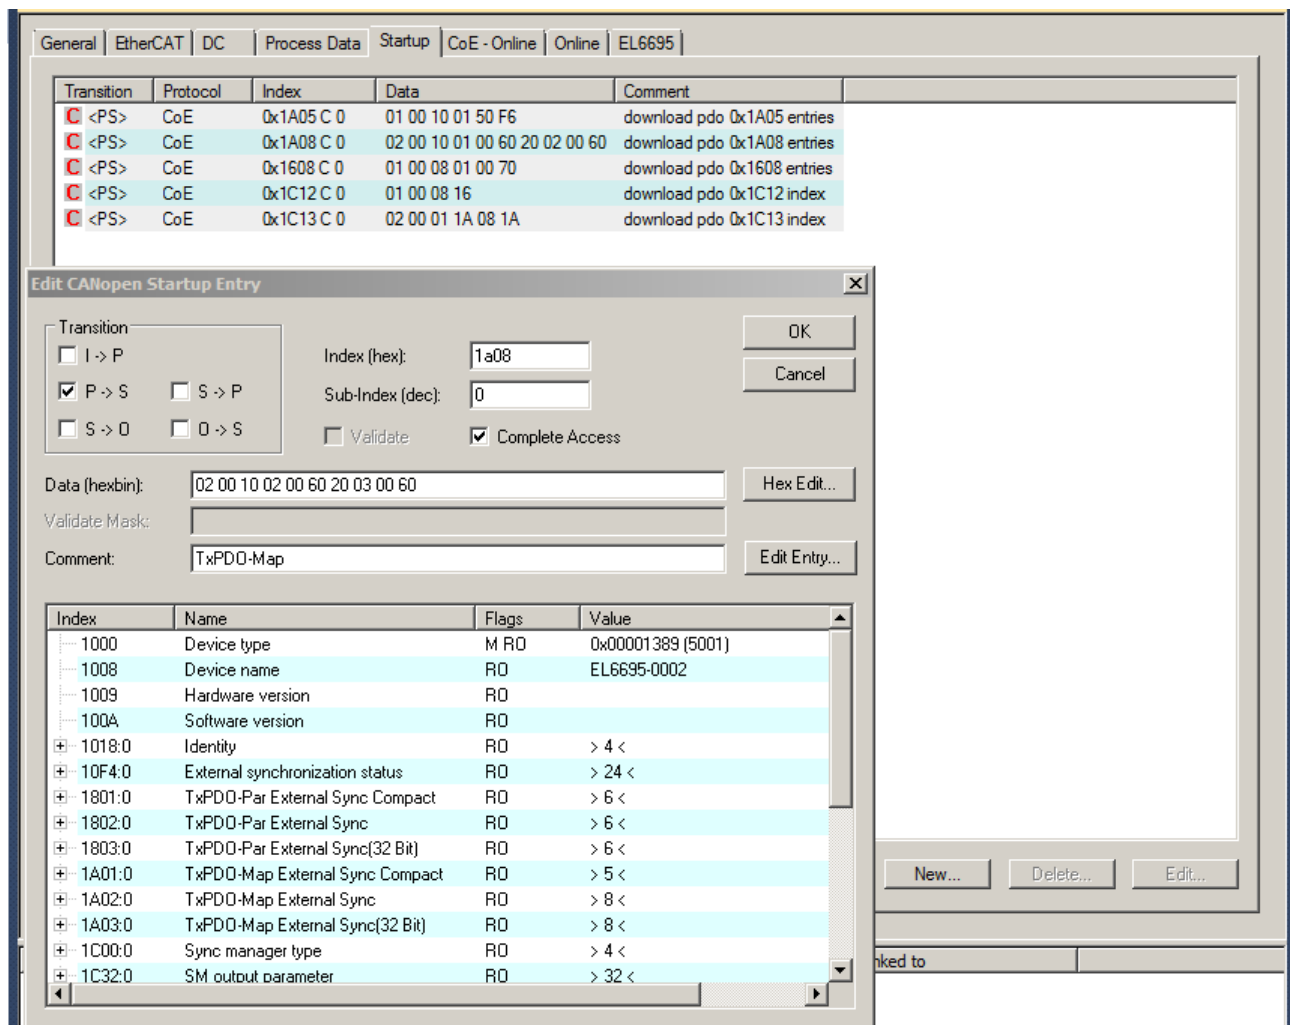 General EtherCAT DC Process Data Startup CoE - Online Online EL6695
Transition Protocol Index Data Comment
C <PS> CoE 0x1A05 C 0 01 00 10 01 50 F6 download pdo 0x1A05 entries
C <PS> CoE 0x1A08 C 0 02 00 10 01 00 60 20 02 00 60 download pdo 0x1A08 entries
C <PS> CoE 0x1608 C 0 01 00 08 01 00 70 download pdo 0x1608 entries
C <PS> CoE 0x1C12 C 0 01 00 08 16 download pdo 0x1C12 index
C <PS> CoE 0x1C13 C 0 02 00 01 1A 08 1A download pdo 0x1C13 index
Edit CANopen Startup Entry
Transition
OK
I -> P Index (hex): 1a08
Cancel
P -> S S -> P Sub-Index (dec): 0
S -> O O -> S Validate Complete Access
Data (hexbin): 02 00 10 02 00 60 20 03 00 60 Hex Edit...
Validate Mask:
Comment: TxPDO-Map Edit Entry...
Index Name Flags Value
1000 Device type M RO 0x00001389 (5001)
1008 Device name RO EL6695-0002
1009 Hardware version RO
100A Software version RO
1018:0 Identity RO > 4 <
10F4:0 External synchronization status RO > 24 <
1801:0 TxPDO-Par External Sync Compact RO > 6 <
1802:0 TxPDO-Par External Sync RO > 6 <
1803:0 TxPDO-Par External Sync(32 Bit) RO > 6 <
1A01:0 TxPDO-Map External Sync Compact RO > 5 <
New... Delete... Edit...
1A02:0 TxPDO-Map External Sync RO > 8 <
1A03:0 TxPDO-Map External Sync(32 Bit) RO > 8 <
1C00:0 Sync manager type RO > 4 <
nked to
1C32:0 SM output parameter RO > 32 <